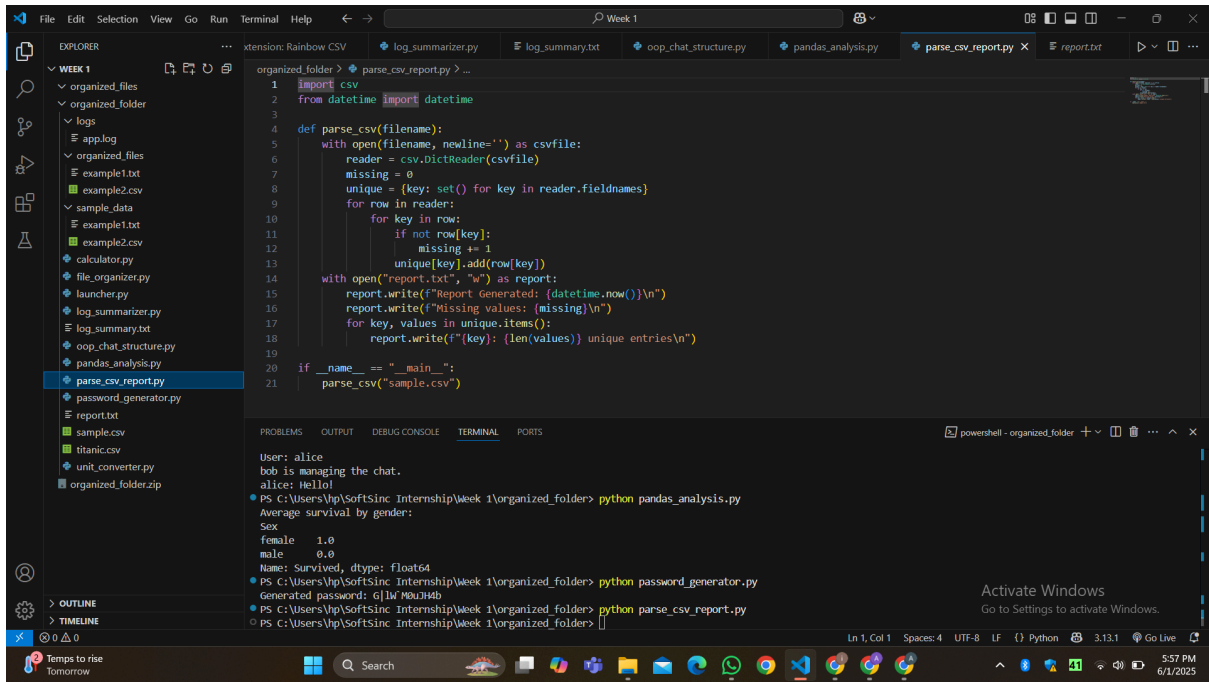 File Edit Selection View Go Run Terminal Help
Week 1
EXPLORER
WEEK 1
organized_files
organized_folder
logs
app.log
organized_files
example1.txt
example2.csv
sample_data
example1.txt
example2.csv
calculator.py
file_organizer.py
launcher.py
log_summarizer.py
log_summary.txt
oop_chat_structure.py
pandas_analysis.py
parse_csv_report.py
password_generator.py
report.txt
sample.csv
titanic.csv
unit_converter.py
organized_folder.zip
OUTLINE
TIMELINE
xtension: Rainbow CSV log_summarizer.py log_summary.txt oop_chat_structure.py pandas_analysis.py parse_csv_report.py report.txt
organized_folder > parse_csv_report.py > ...
1 import csv
2 from datetime import datetime
3
4 def parse_csv(filename):
5 with open(filename, newline='') as csvfile:
6 reader = csv.DictReader(csvfile)
7 missing = 0
8 unique = {key: set() for key in reader.fieldnames}
9 for row in reader:
10 for key in row:
11 if not row[key]:
12 missing += 1
13 unique[key].add(row[key])
14 with open("report.txt", "w") as report:
15 report.write(f"Report Generated: {datetime.now()}\n")
16 report.write(f"Missing values: {missing}\n")
17 for key, values in unique.items():
18 report.write(f"{key}: {len(values)} unique entries\n")
19
20 if __name__ == "__main__":
21 parse_csv("sample.csv")
PROBLEMS OUTPUT DEBUG CONSOLE TERMINAL PORTS
powershell - organized_folder
User: alice
bob is managing the chat.
alice: Hello!
PS C:\Users\hp\SoftSinc Internship\Week 1\organized_folder> python pandas_analysis.py
Average survival by gender:
Sex
female 1.0
male 0.0
Name: Survived, dtype: float64
PS C:\Users\hp\SoftSinc Internship\Week 1\organized_folder> python password_generator.py
Generated password: G|lW`M0uJH4b
PS C:\Users\hp\SoftSinc Internship\Week 1\organized_folder> python parse_csv_report.py
PS C:\Users\hp\SoftSinc Internship\Week 1\organized_folder>
Activate Windows
Go to Settings to activate Windows.
0 0 Ln 1, Col 1 Spaces: 4 UTF-8 LF {} Python 3.13.1 Go Live
2
Temps to rise
Tomorrow
Search
41
5:57 PM
6/1/2025